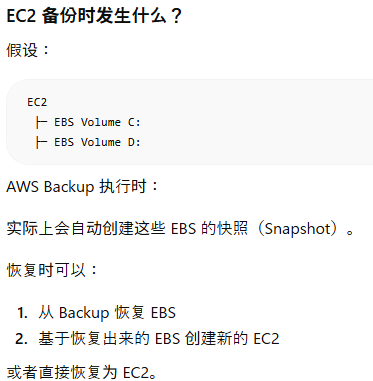 EC2 备份时发生什么？
假设：
EC2
├─ EBS Volume C:
├─ EBS Volume D:
AWS Backup 执行时：
实际上会自动创建这些 EBS 的快照（Snapshot）。
恢复时可以：
1. 从 Backup 恢复 EBS
2. 基于恢复出来的 EBS 创建新的 EC2
或者直接恢复为 EC2。